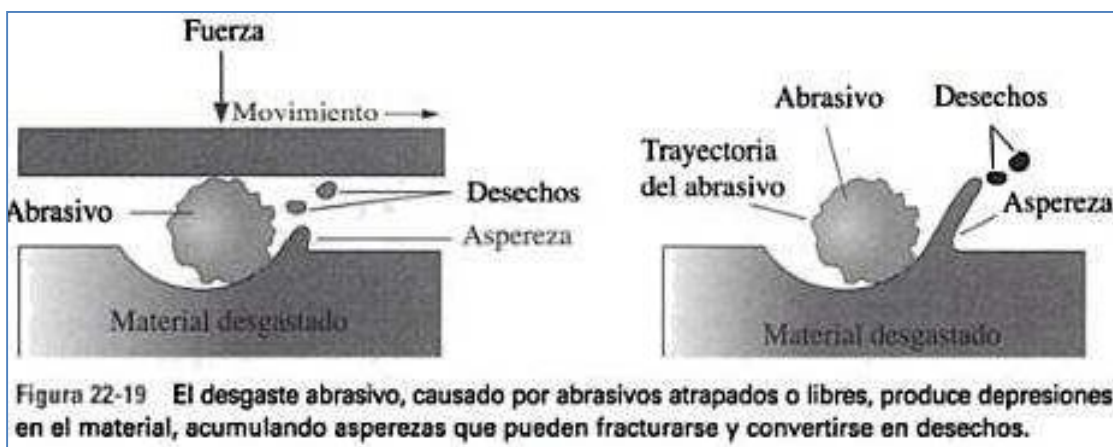 Fuerza
Movimiento
Abrasivo
Desechos
Aspereza
Material desgastado
Abrasivo
Desechos
Trayectoria
del abrasivo
Aspereza
Material desgastado
Figura 22-19 El desgaste abrasivo, causado por abrasivos atrapados o libres, produce depresiones
en el material, acumulando asperezas que pueden fracturarse y convertirse en desechos.